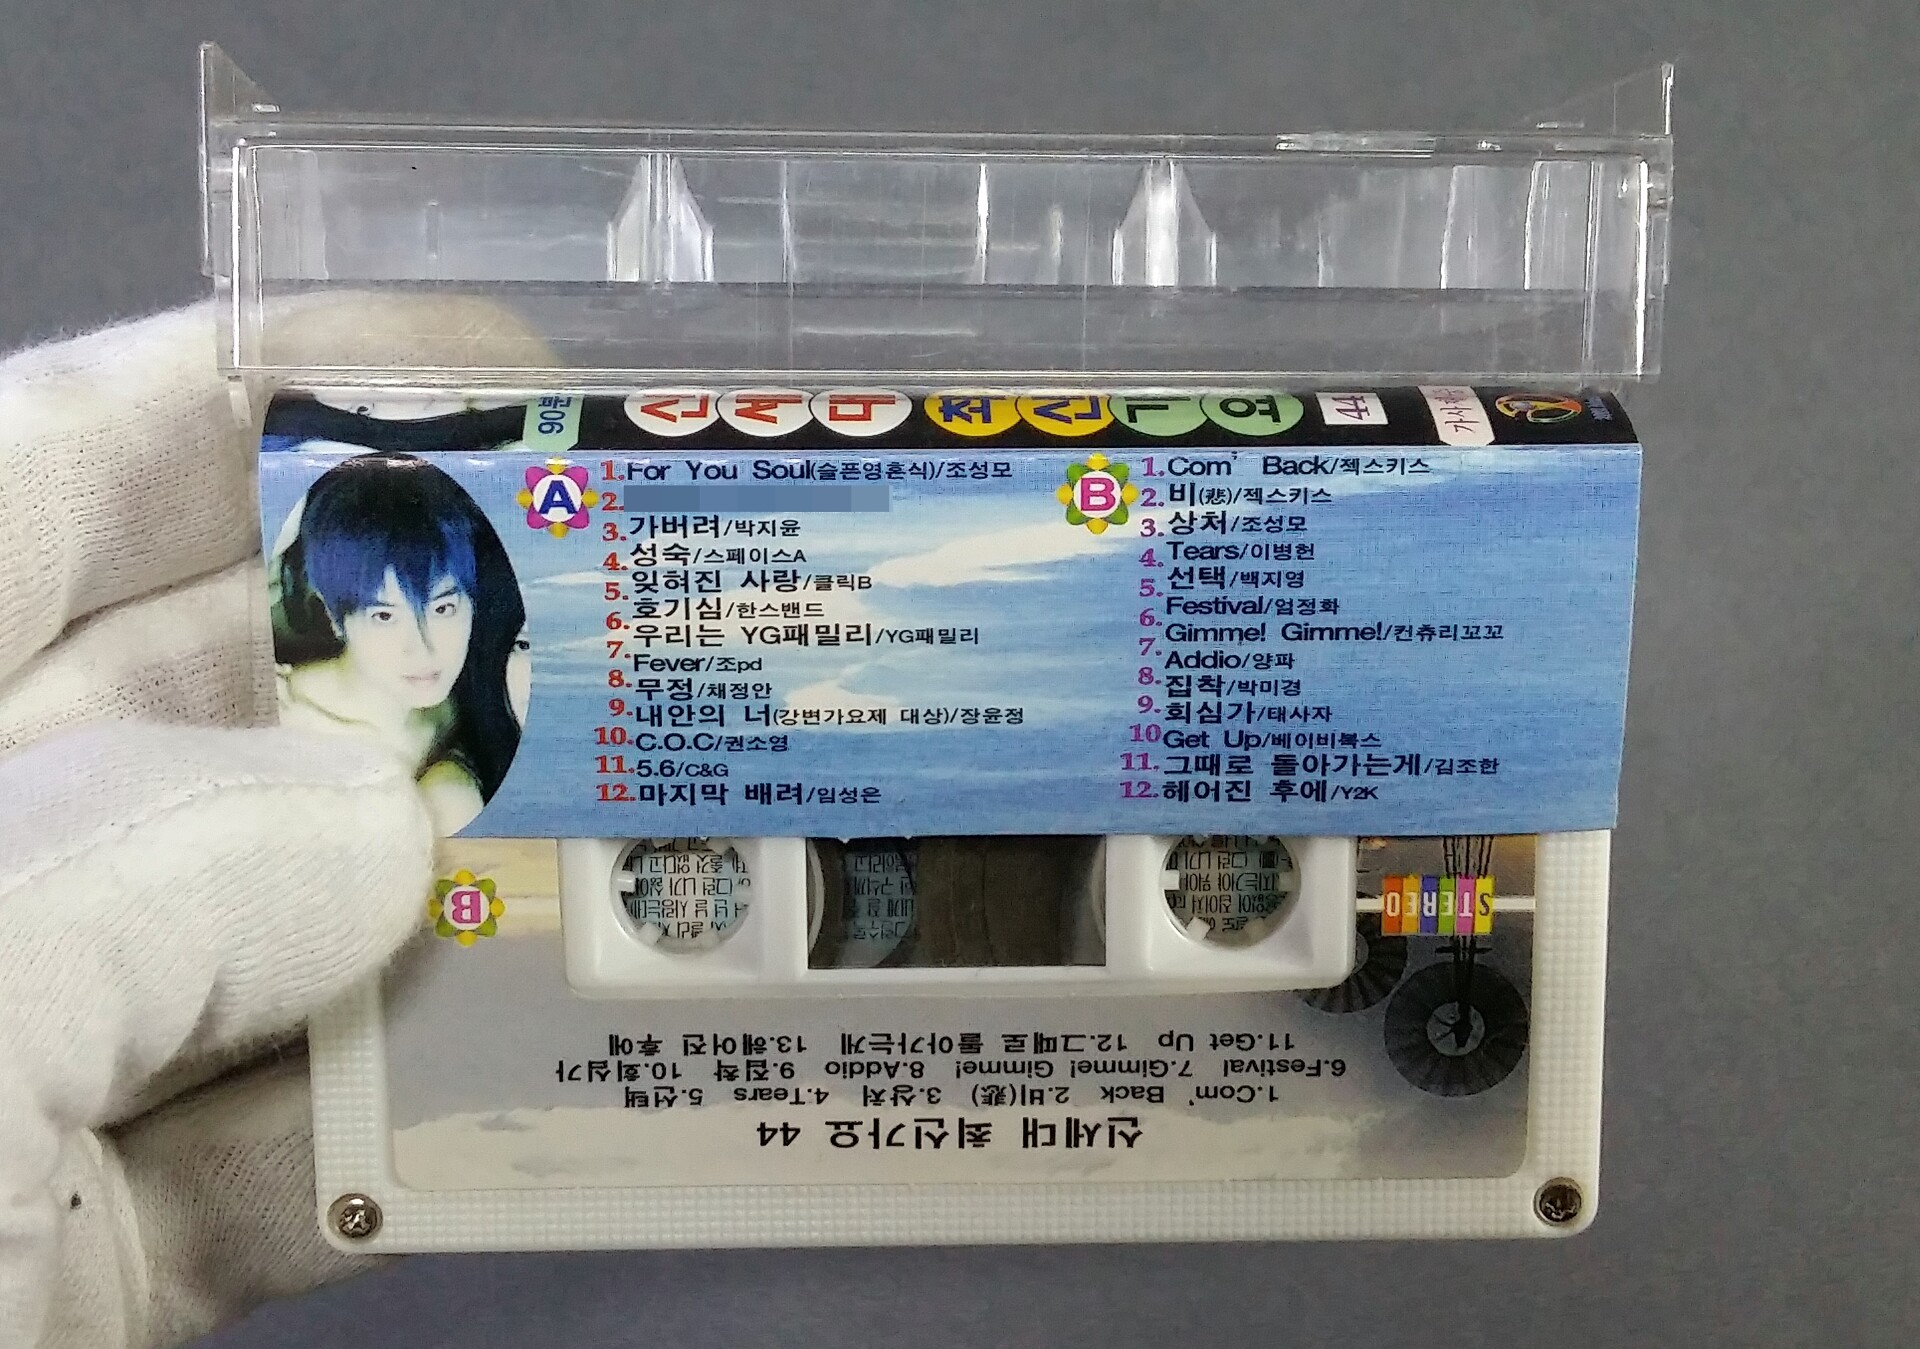 90분
신세대 최신가요 44
가사
A
1.For You Soul(슬픈영혼식)/조성모
2.
3.가버려/박지윤
4.성숙/스페이스A
5.잊혀진 사랑/클릭B
6.호기심/한스밴드
7.우리는 YG패밀리/YG패밀리
8.Fever/조pd
9.무정/채정안
10.내안의 너(강변가요제 대상)/장윤정
11.C.O.C/권소영
12.5.6/C&G
마지막 배려/임성은
B
1.Com' Back/젝스키스
2.비(悲)/젝스키스
3.상처/조성모
4.Tears/이병헌
5.선택/백지영
6.Festival/엄정화
7.Gimme! Gimme!/컨츄리꼬꼬
8.Addio/양파
9.집착/박미경
10.회심가/태사자
11.Get Up/베이비복스
12.그때로 돌아가는게/김조한
헤어진 후에/Y2K
B
STEREO
신세대 최신가요 44
1.Com' Back 2.비(悲) 3.상처 4.Tears 5.선택
6.Festival 7.Gimme! Gimme! 8.Addio 9.집착 10.회심가
11.Get Up 12.그때로 돌아가는게 13.헤어진 후에